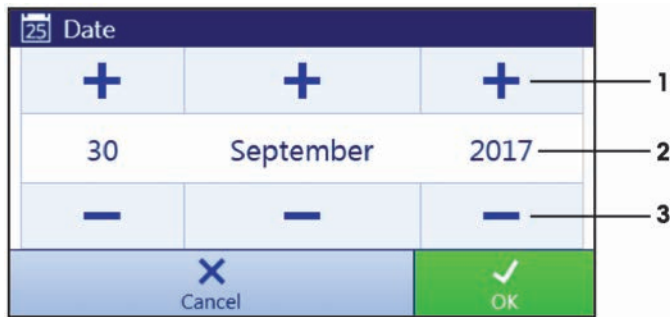 25 Date
+ + + 1
30 September 2017 2
− − − 3
Cancel OK